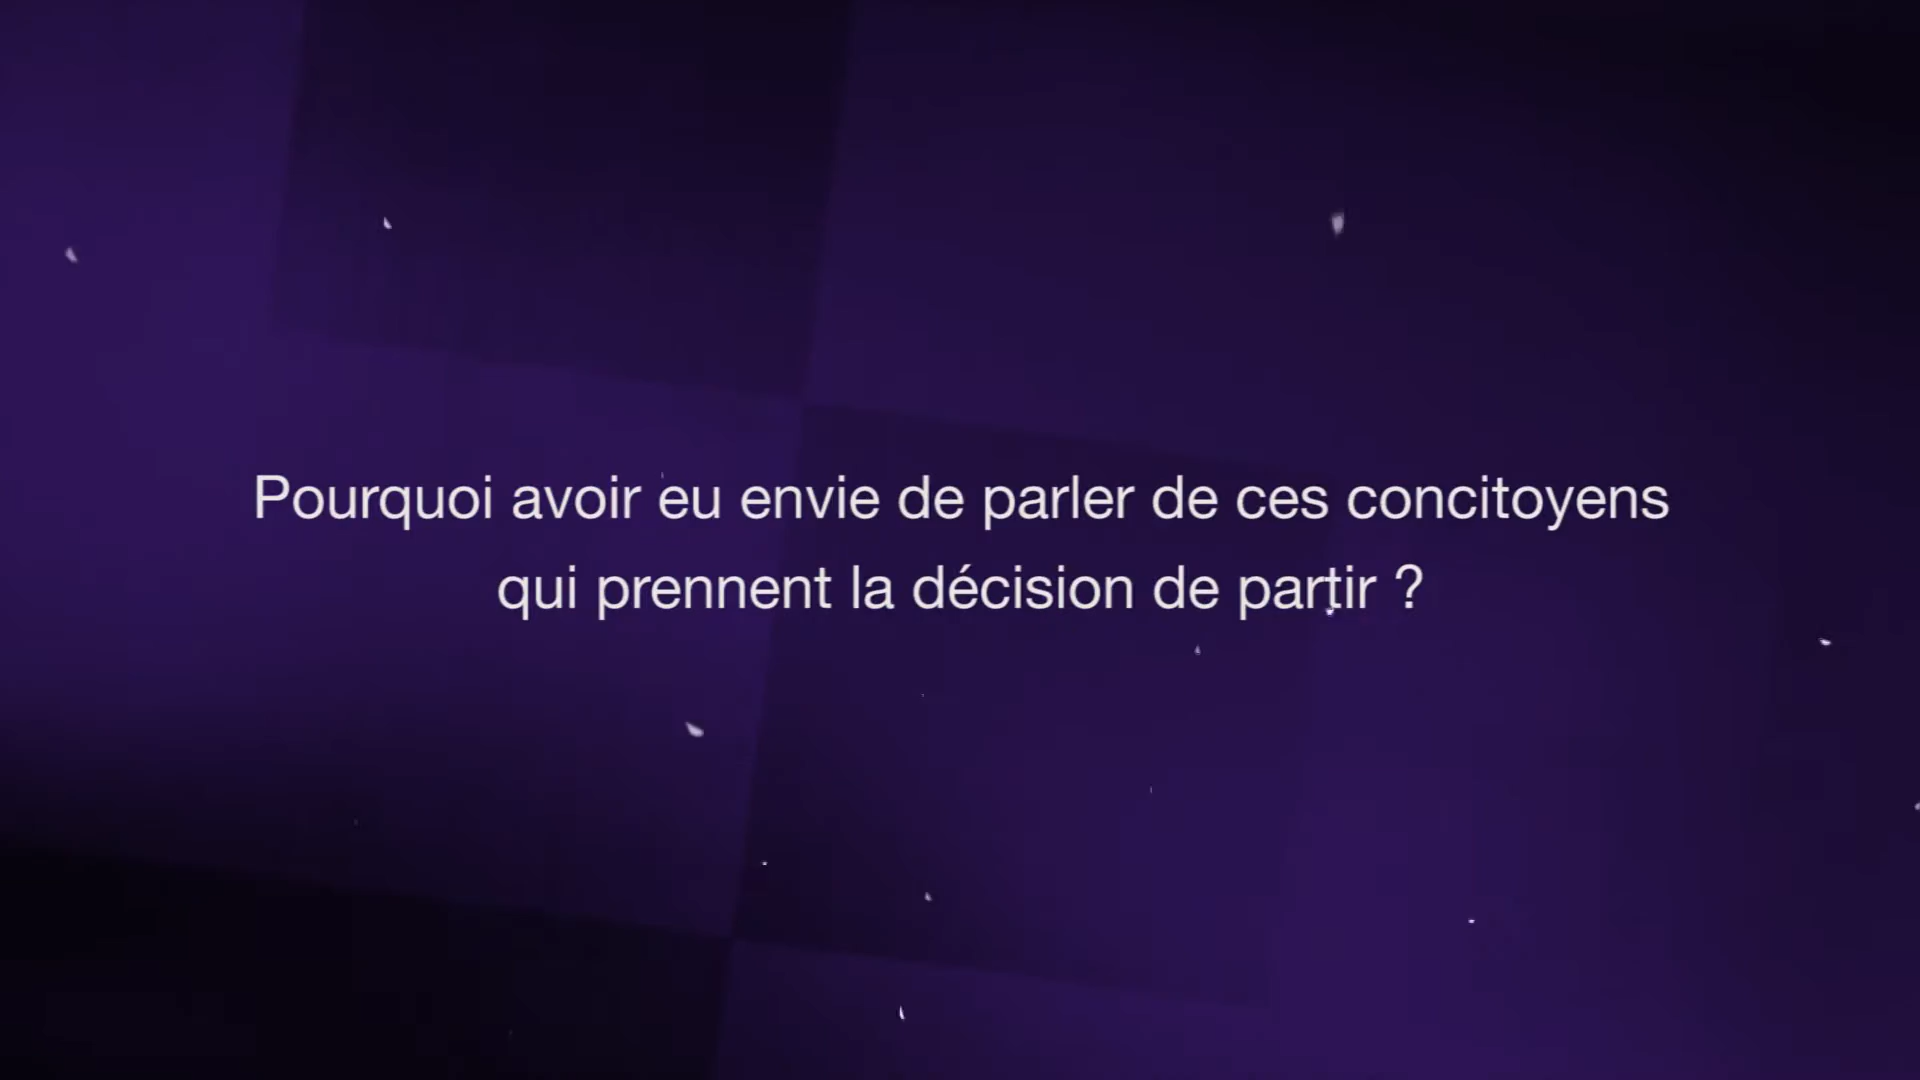 Pourquoi avoir eu envie de parler de ces concitoyens
qui prennent la décision de partir ?